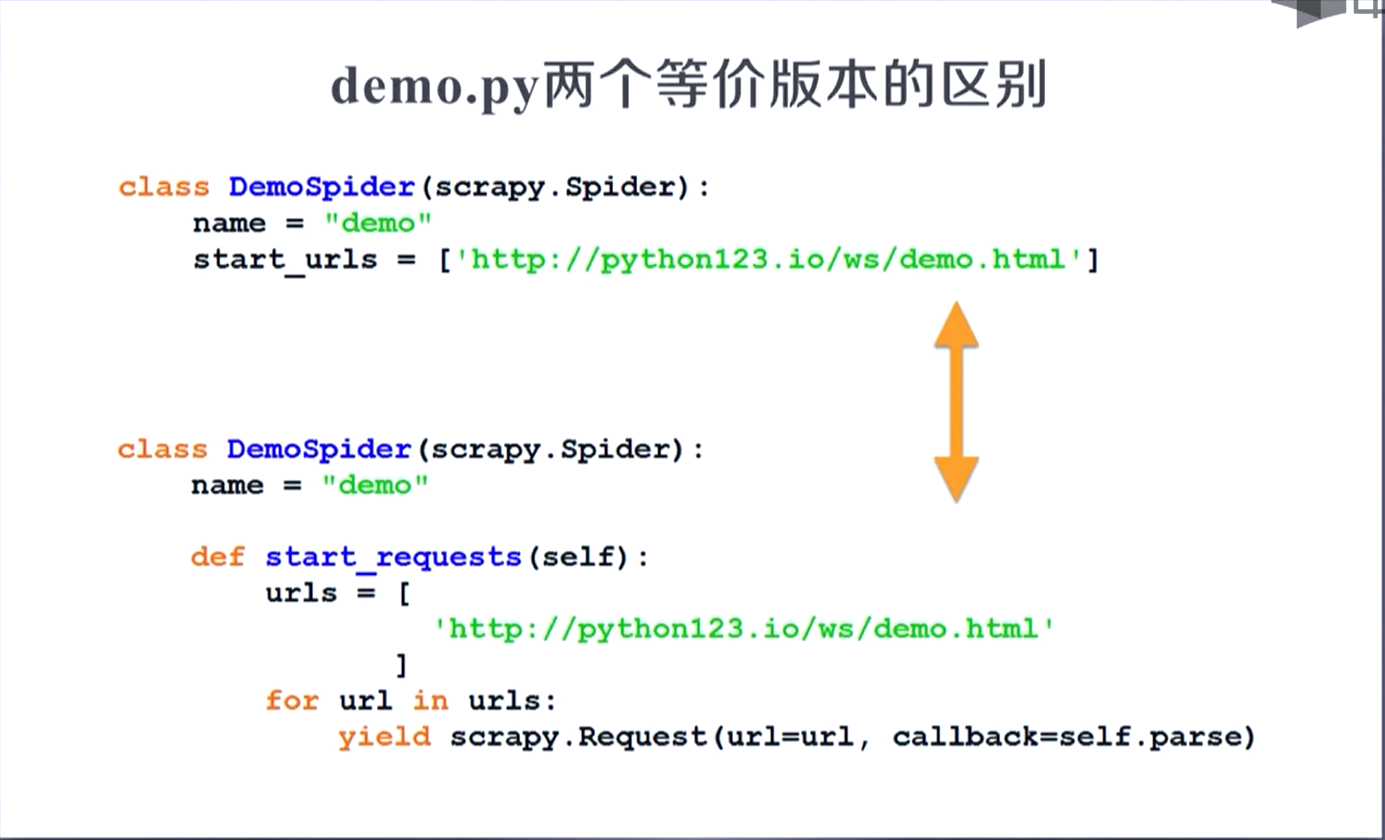 demo.py两个等价版本的区别
class DemoSpider(scrapy.Spider):
    name = "demo"
    start_urls = ['http://python123.io/ws/demo.html']
class DemoSpider(scrapy.Spider):
    name = "demo"
    def start_requests(self):
        urls = [
                 'http://python123.io/ws/demo.html'
               ]
        for url in urls:
            yield scrapy.Request(url=url, callback=self.parse)